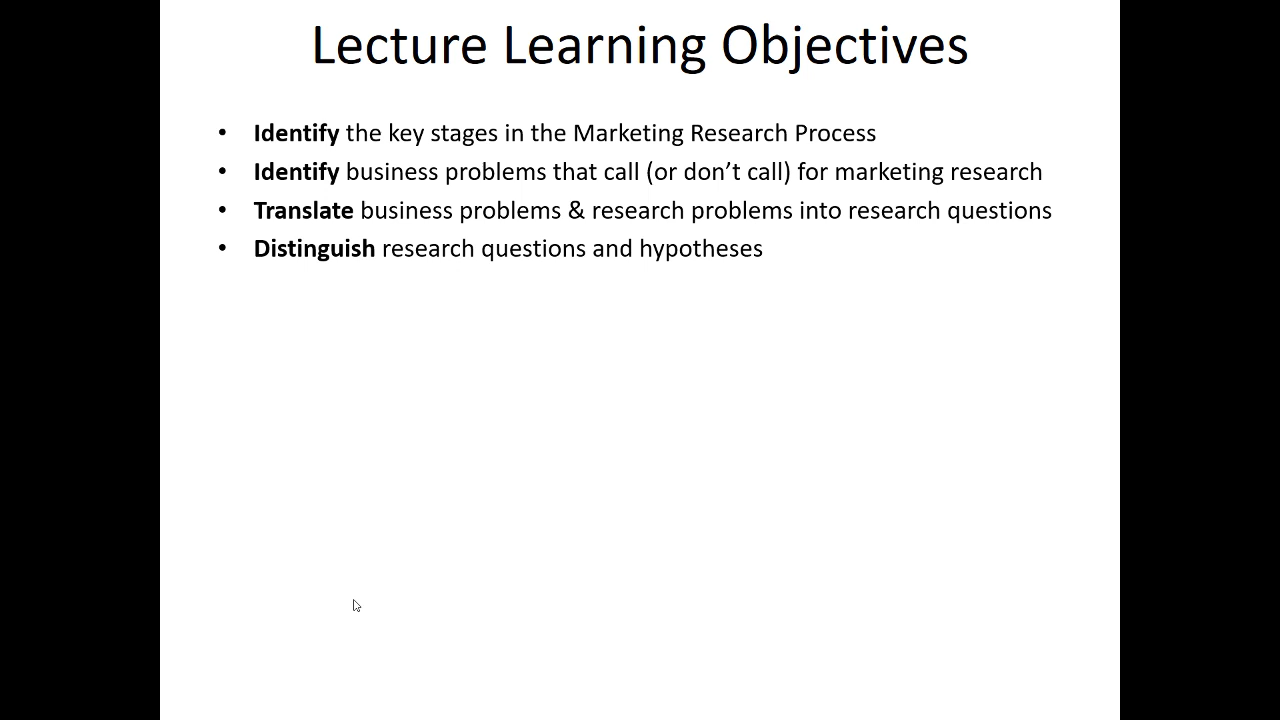 Lecture Learning Objectives
• Identify the key stages in the Marketing Research Process
• Identify business problems that call (or don’t call) for marketing research
• Translate business problems & research problems into research questions
• Distinguish research questions and hypotheses